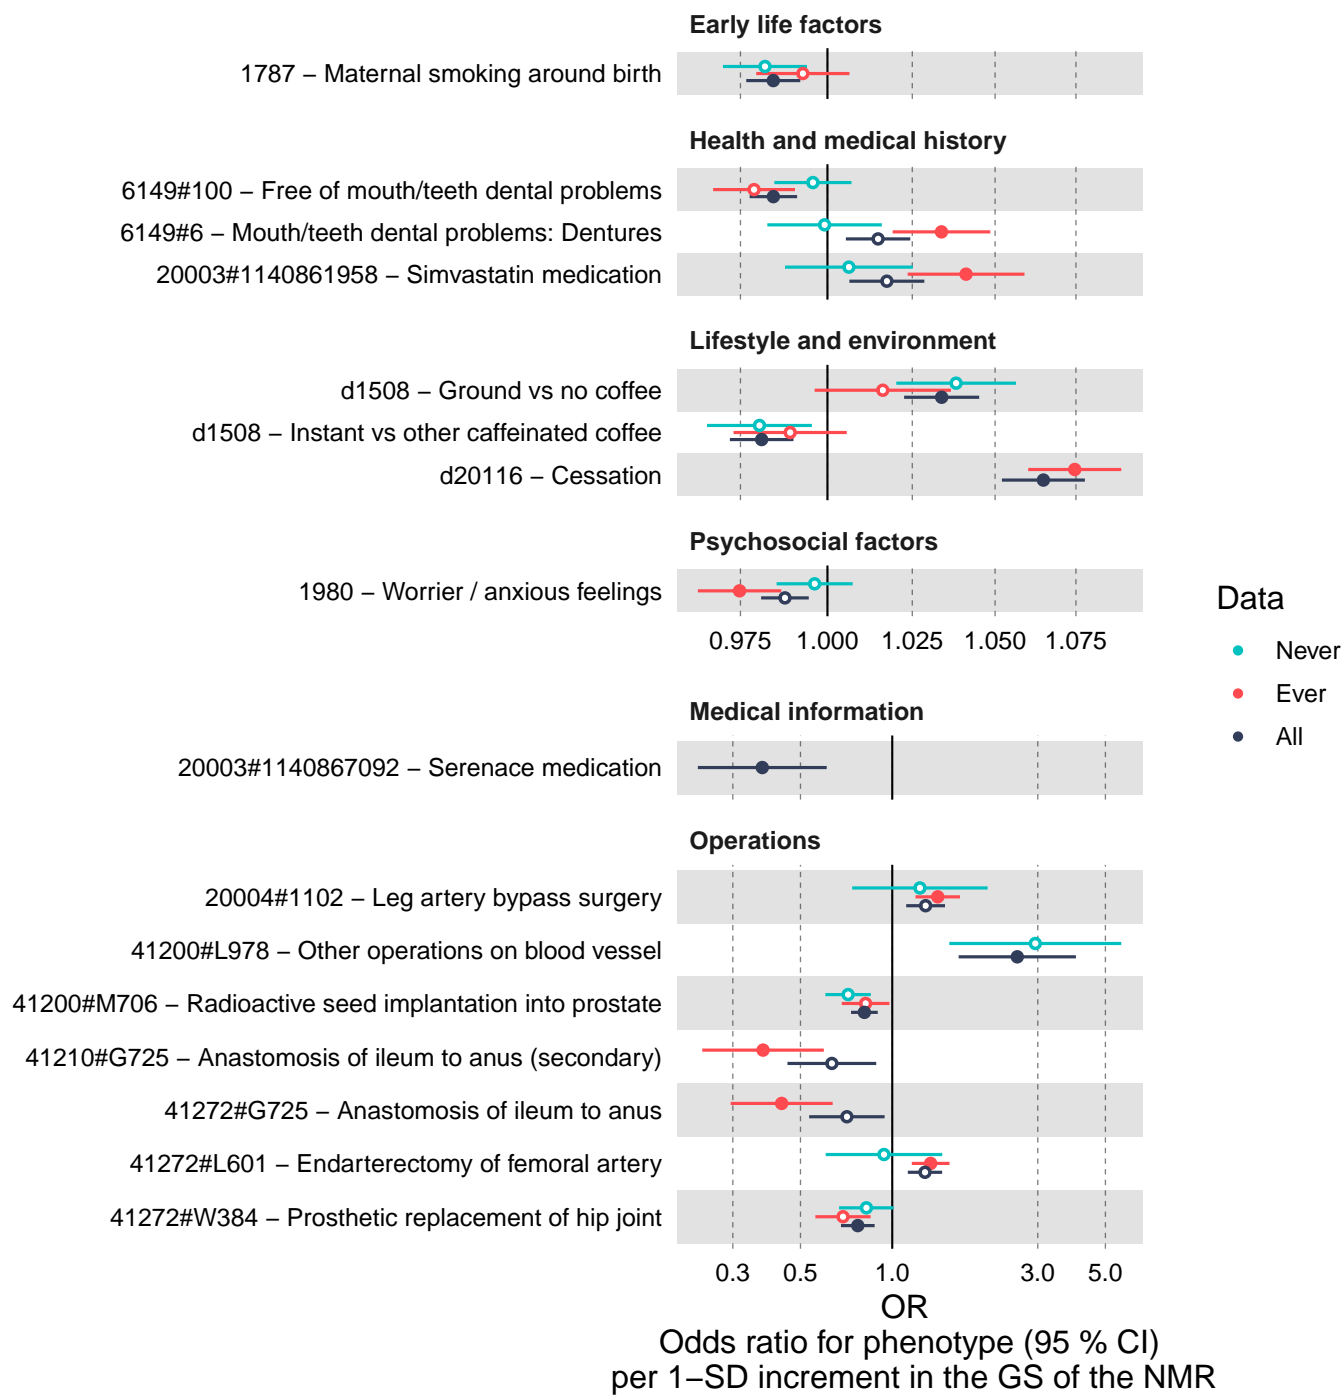 Early life factors
1787 – Maternal smoking around birth
Health and medical history
6149#100 – Free of mouth/teeth dental problems
6149#6 – Mouth/teeth dental problems: Dentures
20003#1140861958 – Simvastatin medication
Lifestyle and environment
d1508 – Ground vs no coffee
d1508 – Instant vs other caffeinated coffee
d20116 – Cessation
Psychosocial factors
1980 – Worrier / anxious feelings
0.975 1.000 1.025 1.050 1.075
Data
Never
Ever
All
Medical information
20003#1140867092 – Serenace medication
Operations
20004#1102 – Leg artery bypass surgery
41200#L978 – Other operations on blood vessel
41200#M706 – Radioactive seed implantation into prostate
41210#G725 – Anastomosis of ileum to anus (secondary)
41272#G725 – Anastomosis of ileum to anus
41272#L601 – Endarterectomy of femoral artery
41272#W384 – Prosthetic replacement of hip joint
0.3 0.5 1.0 3.0 5.0
OR
Odds ratio for phenotype (95 % CI)
per 1–SD increment in the GS of the NMR